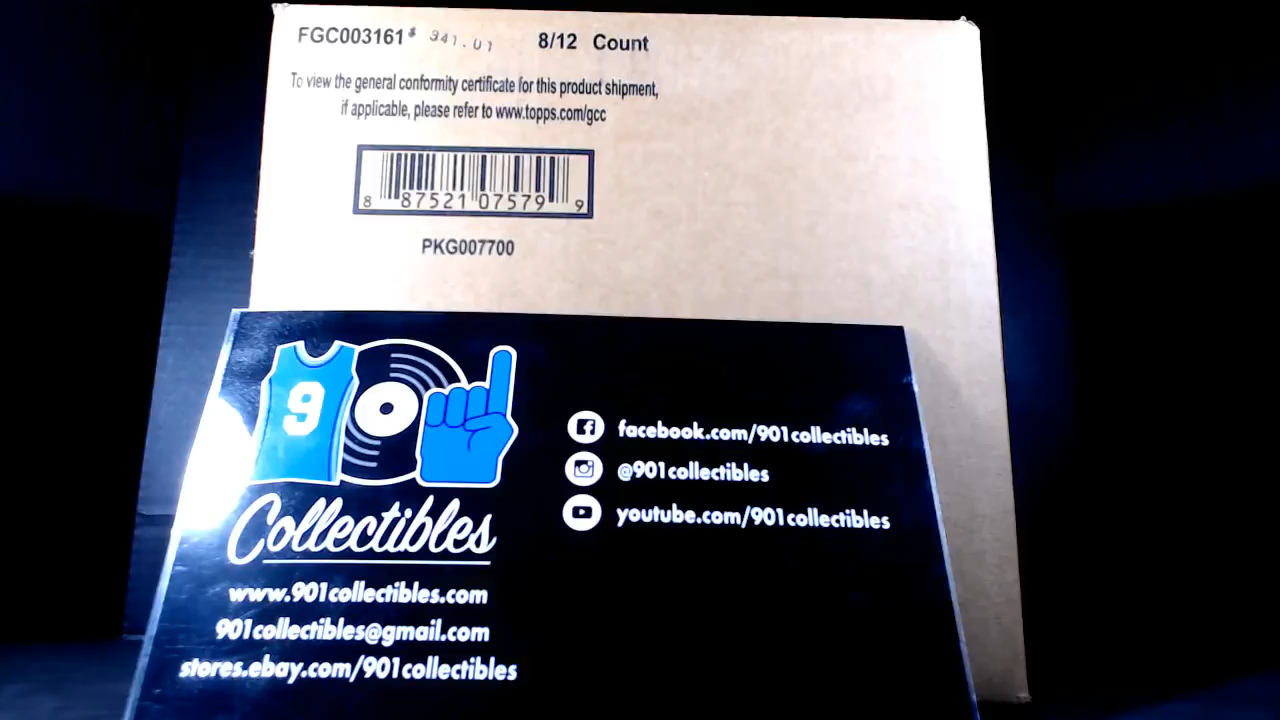 FGC003161* 341.01 8/12 Count
To view the general conformity certificate for this product shipment,
if applicable, please refer to www.topps.com/gcc
8 87521 07579 9
PKG007700
901
Collectibles
www.901collectibles.com
901collectibles@gmail.com
stores.ebay.com/901collectibles
facebook.com/901collectibles
@901collectibles
youtube.com/901collectibles